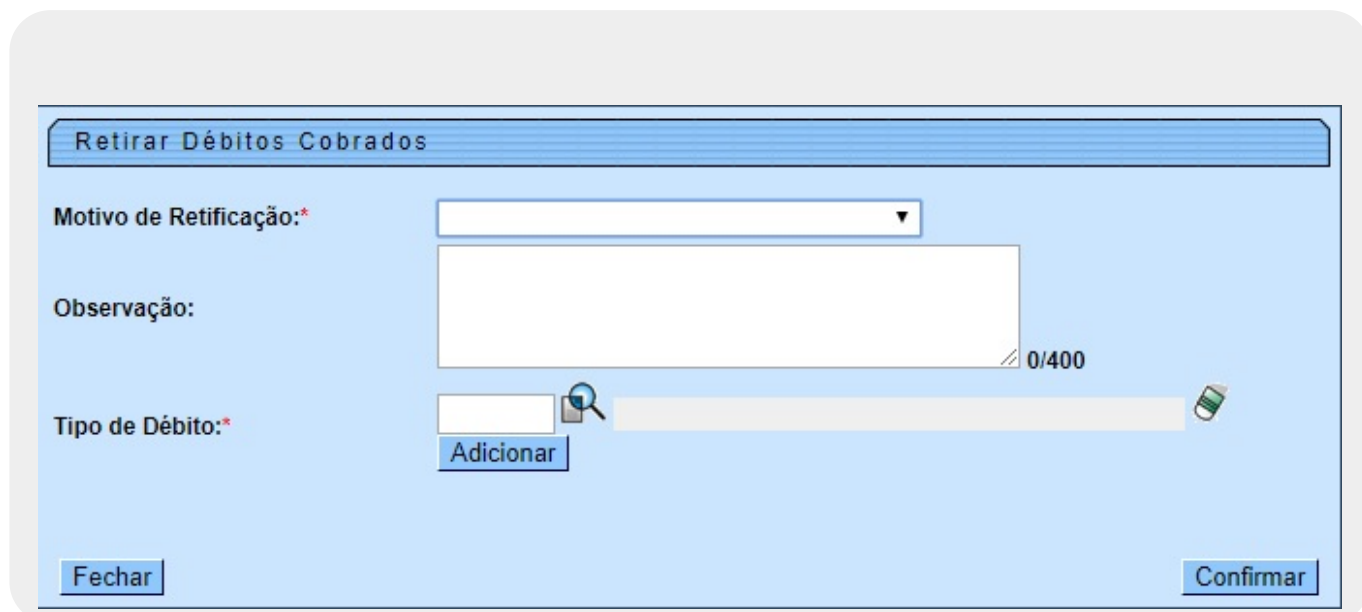 Retirar Débitos Cobrados
Motivo de Retificação:*
Observação:
0/400
Tipo de Débito:*
Adicionar
Fechar
Confirmar